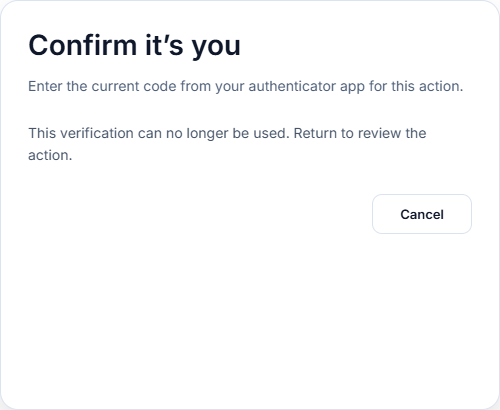 Confirm it’s you
Enter the current code from your authenticator app for this action.
This verification can no longer be used. Return to review the
action.
Cancel